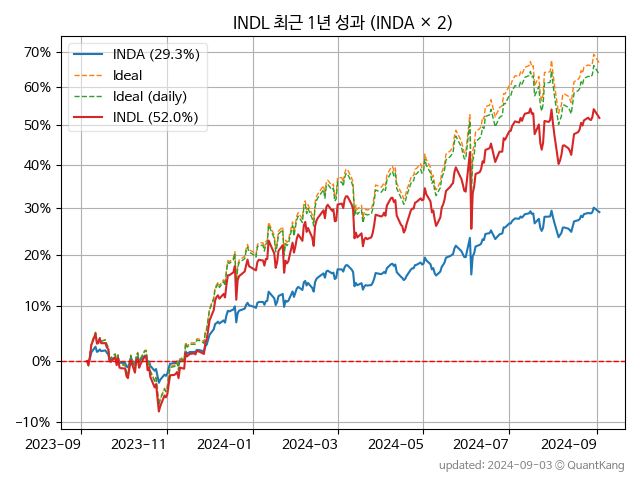 INDL 최근 1년 성과 (INDA × 2)
INDA (29.3%)
Ideal
Ideal (daily)
INDL (52.0%)
70%
60%
50%
40%
30%
20%
10%
0%
−10%
2023-09 2023-11 2024-01 2024-03 2024-05 2024-07 2024-09
updated: 2024-09-03 © QuantKang